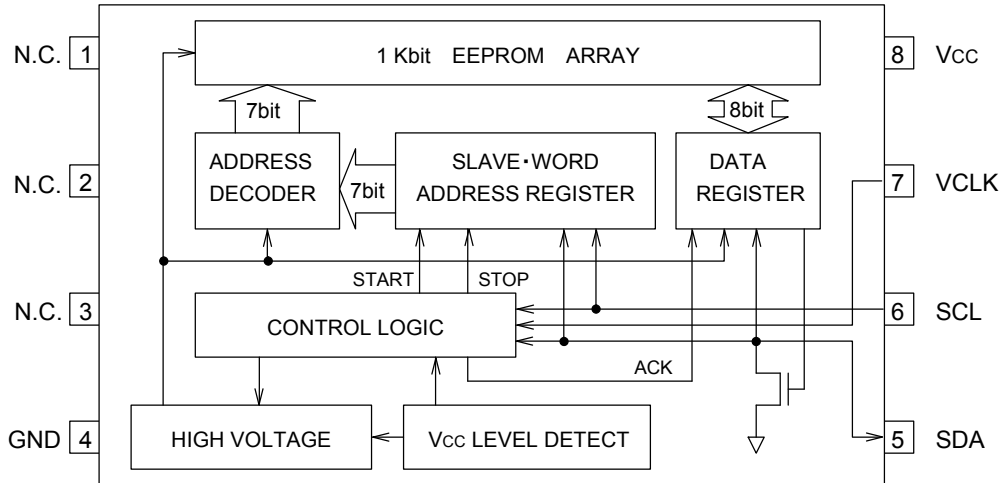 N.C. 1
1 Kbit EEPROM ARRAY
8 VCC
7bit
8bit
N.C. 2
ADDRESS
DECODER
7bit
SLAVE・WORD
ADDRESS REGISTER
DATA
REGISTER
7 VCLK
START
STOP
N.C. 3
CONTROL LOGIC
6 SCL
ACK
GND 4
HIGH VOLTAGE
VCC LEVEL DETECT
5 SDA